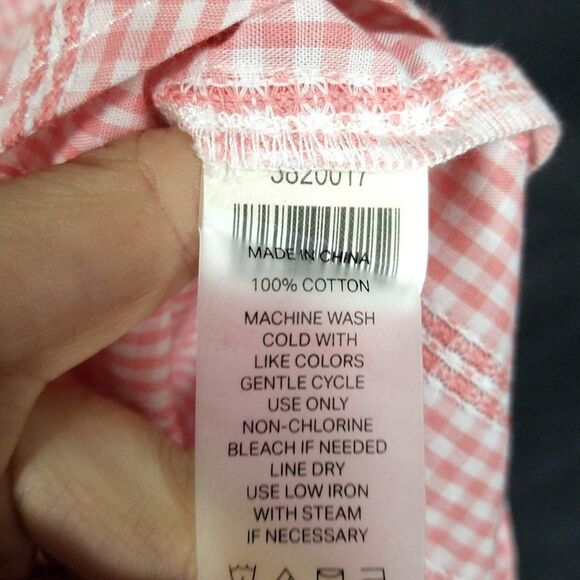 3820017
MADE IN CHINA
100% COTTON
MACHINE WASH
COLD WITH
LIKE COLORS
GENTLE CYCLE
USE ONLY
NON-CHLORINE
BLEACH IF NEEDED
LINE DRY
USE LOW IRON
WITH STEAM
IF NECESSARY